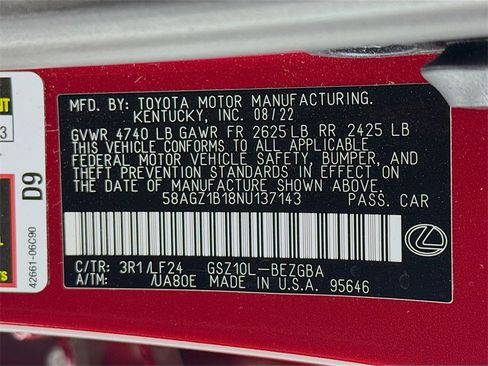 MFD. BY: TOYOTA MOTOR MANUFACTURING.
KENTUCKY, INC. 08/22
GVWR 4740 LB GAWR FR 2625 LB RR 2425 LB
THIS VEHICLE CONFORMS TO ALL APPLICABLE
FEDERAL MOTOR VEHICLE SAFETY, BUMPER, AND
THEFT PREVENTION STANDARDS IN EFFECT ON
THE DATE OF MANUFACTURE SHOWN ABOVE.
58AGZ1B18NU137143 PASS. CAR
C/TR: 3R1/LF24 GSZ10L-BEZGBA
A/TM: /UA80E MADE IN U.S.A. 95646
D9
42661-06C90
3